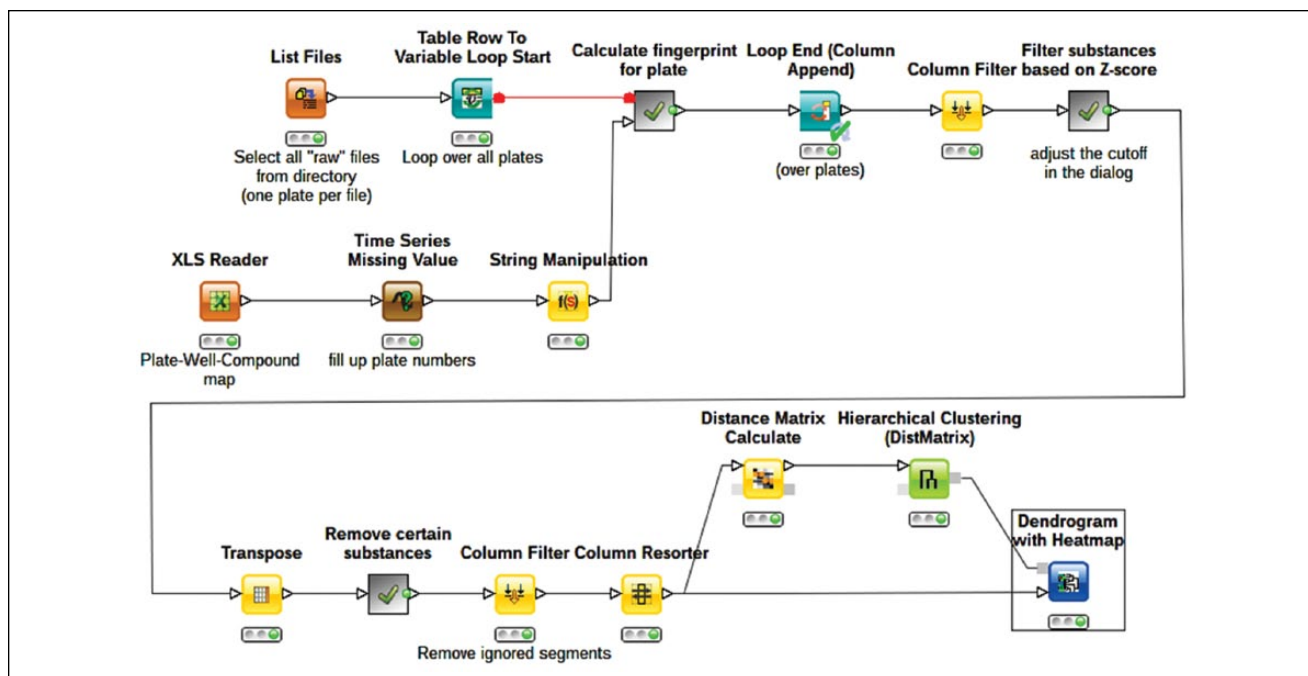 List Files
Table Row To
Variable Loop Start
Calculate fingerprint
for plate
Loop End (Column
Append)
Column Filter
Filter substances
based on Z-score
Select all "raw" files
from directory
(one plate per file)
Loop over all plates
(over plates)
adjust the cutoff
in the dialog
XLS Reader
Time Series
Missing Value
String Manipulation
f(S)
Plate-Well-Compound
map
fill up plate numbers
Distance Matrix
Calculate
Hierarchical Clustering
(DistMatrix)
Dendrogram
with Heatmap
Transpose
Remove certain
substances
Column Filter
Column Resorter
Remove ignored segments